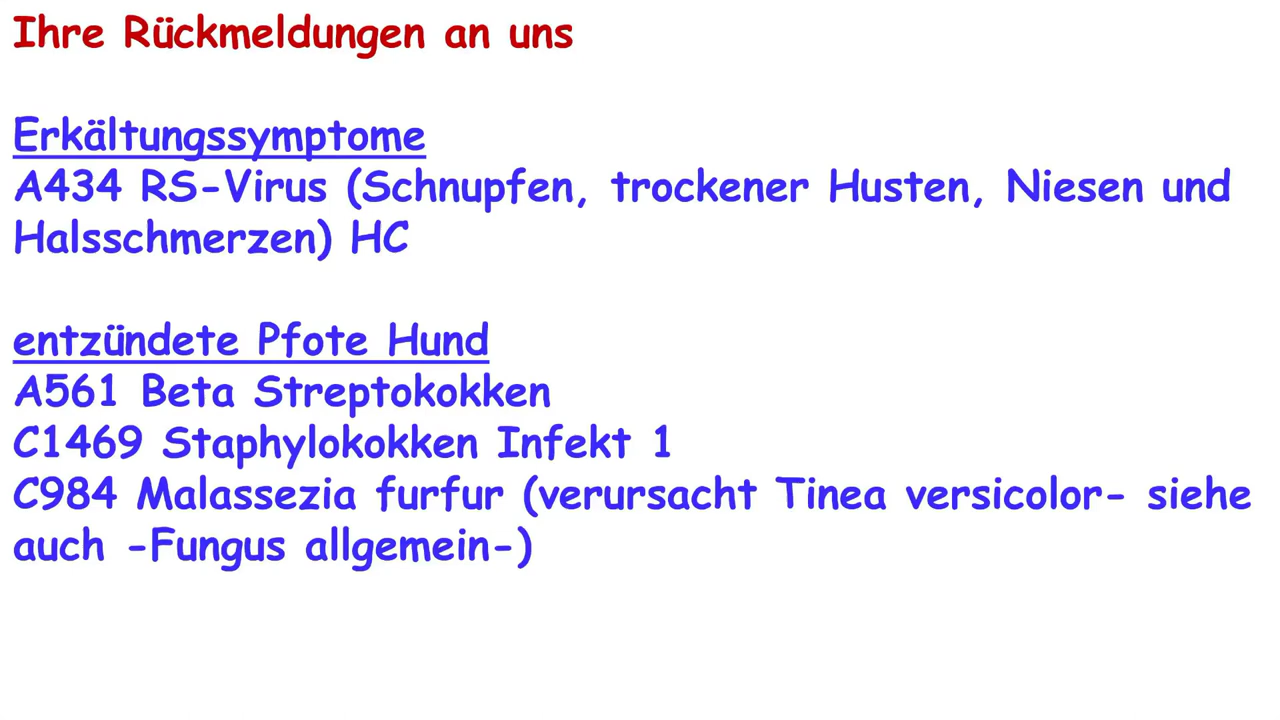 Ihre Rückmeldungen an uns
Erkältungssymptome
A434 RS-Virus (Schnupfen, trockener Husten, Niesen und
Halsschmerzen) HC
entzündete Pfote Hund
A561 Beta Streptokokken
C1469 Staphylokokken Infekt 1
C984 Malassezia furfur (verursacht Tinea versicolor- siehe
auch -Fungus allgemein-)